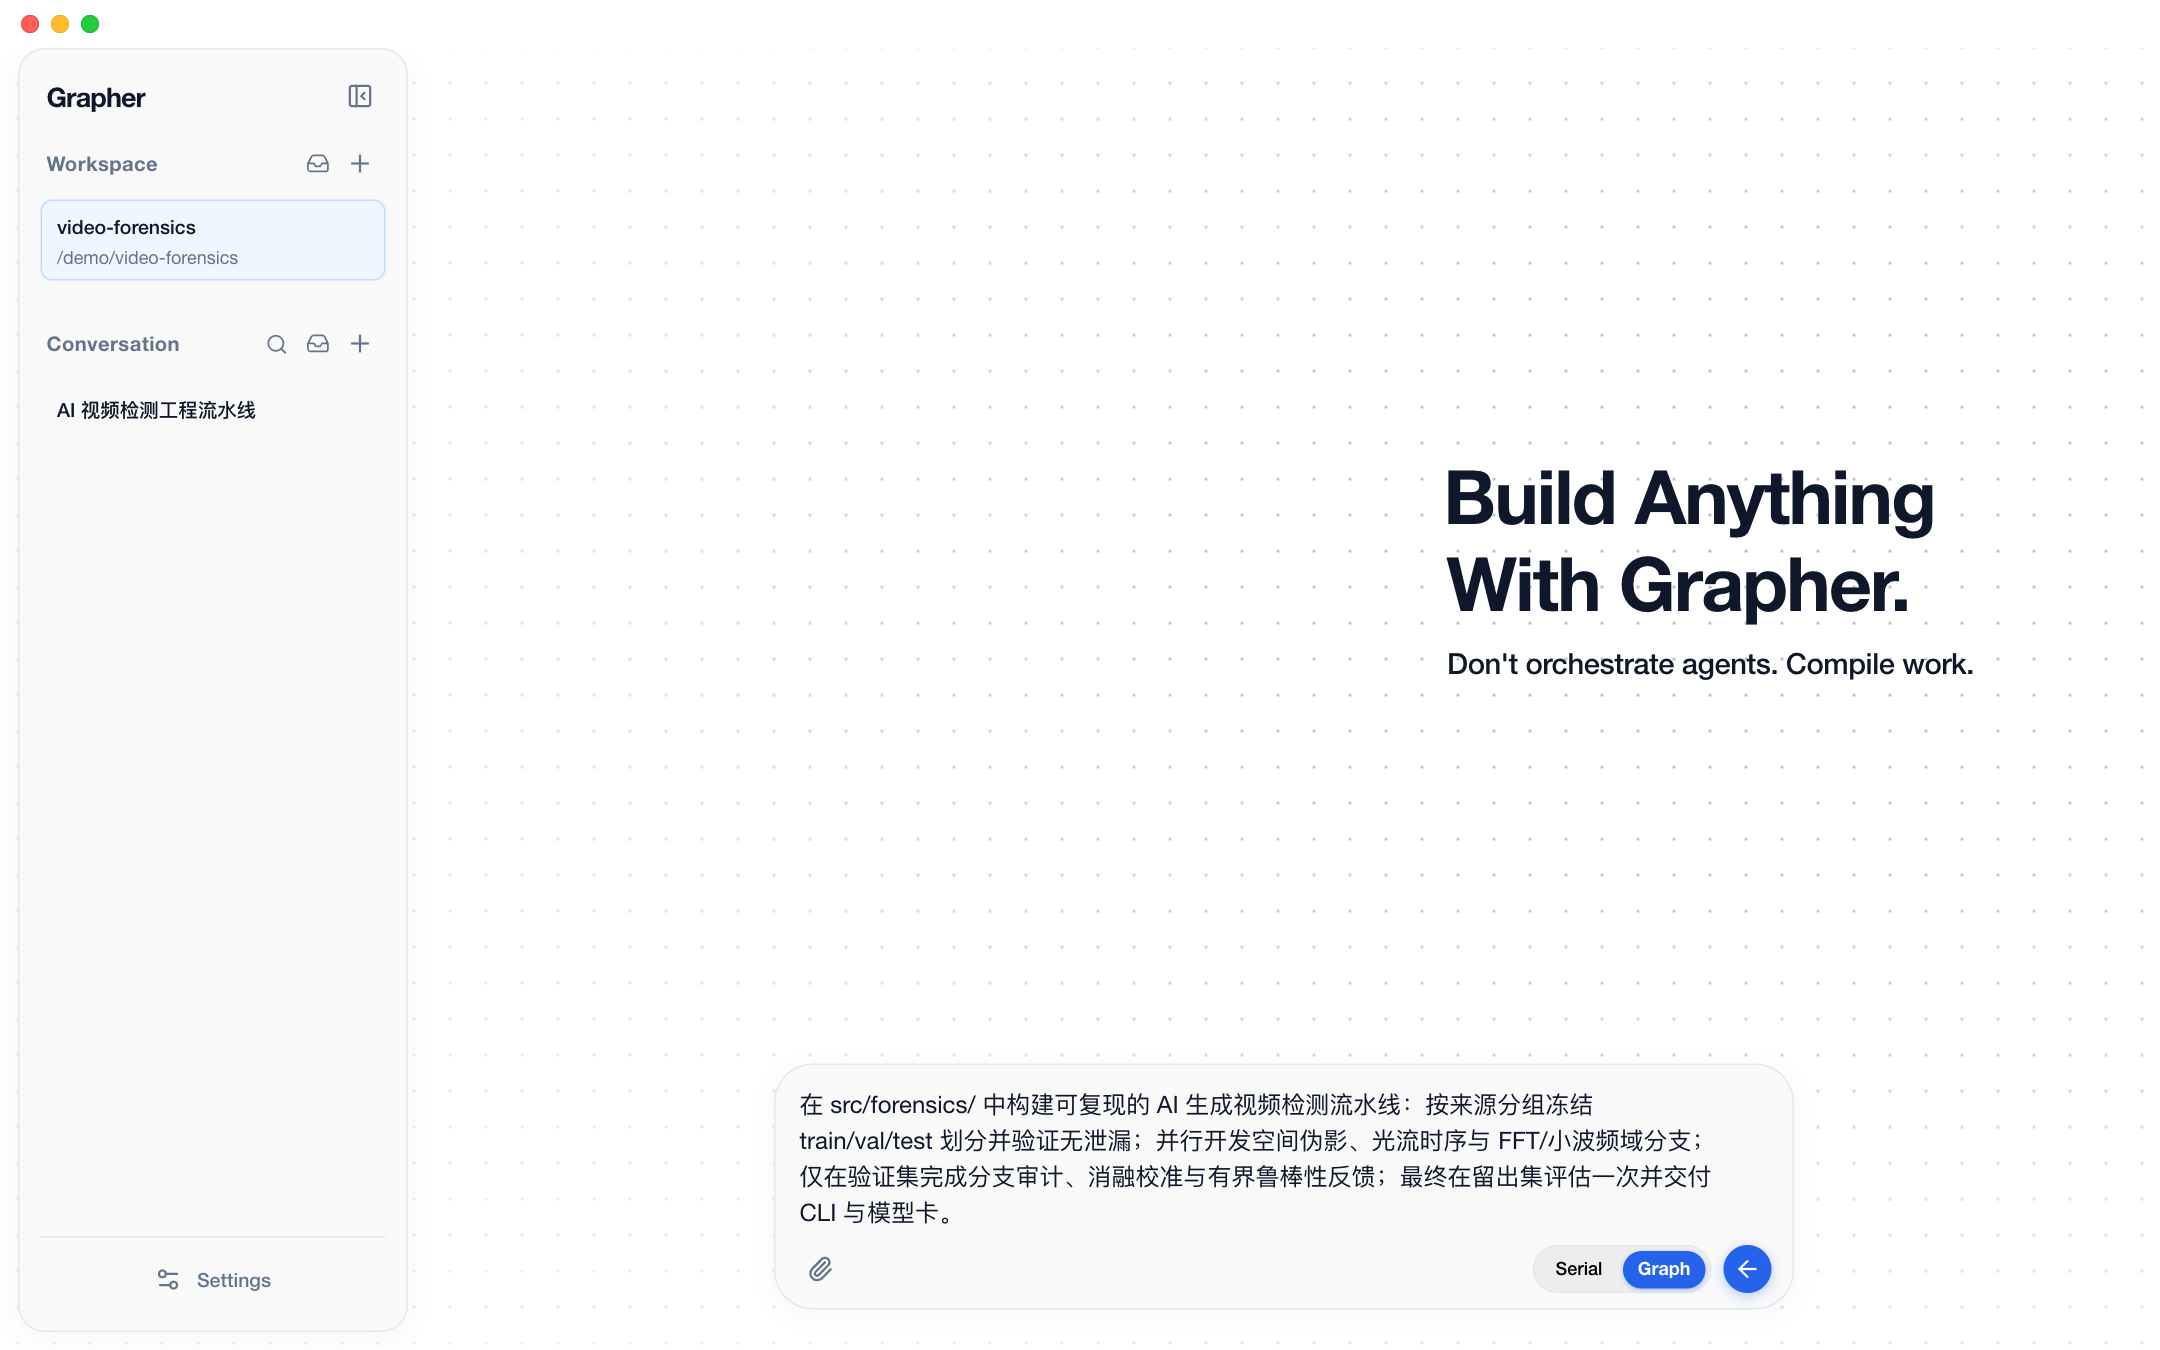 Grapher
Workspace
video-forensics
/demo/video-forensics
Conversation
AI 视频检测工程流水线
Settings
Build Anything
With Grapher.
Don't orchestrate agents. Compile work.
在 src/forensics/ 中构建可复现的 AI 生成视频检测流水线：按来源分组冻结
train/val/test 划分并验证无泄漏；并行开发空间伪影、光流时序与 FFT/小波频域分支；
仅在验证集完成分支审计、消融校准与有界鲁棒性反馈；最终在留出集评估一次并交付
CLI 与模型卡。
Serial Graph